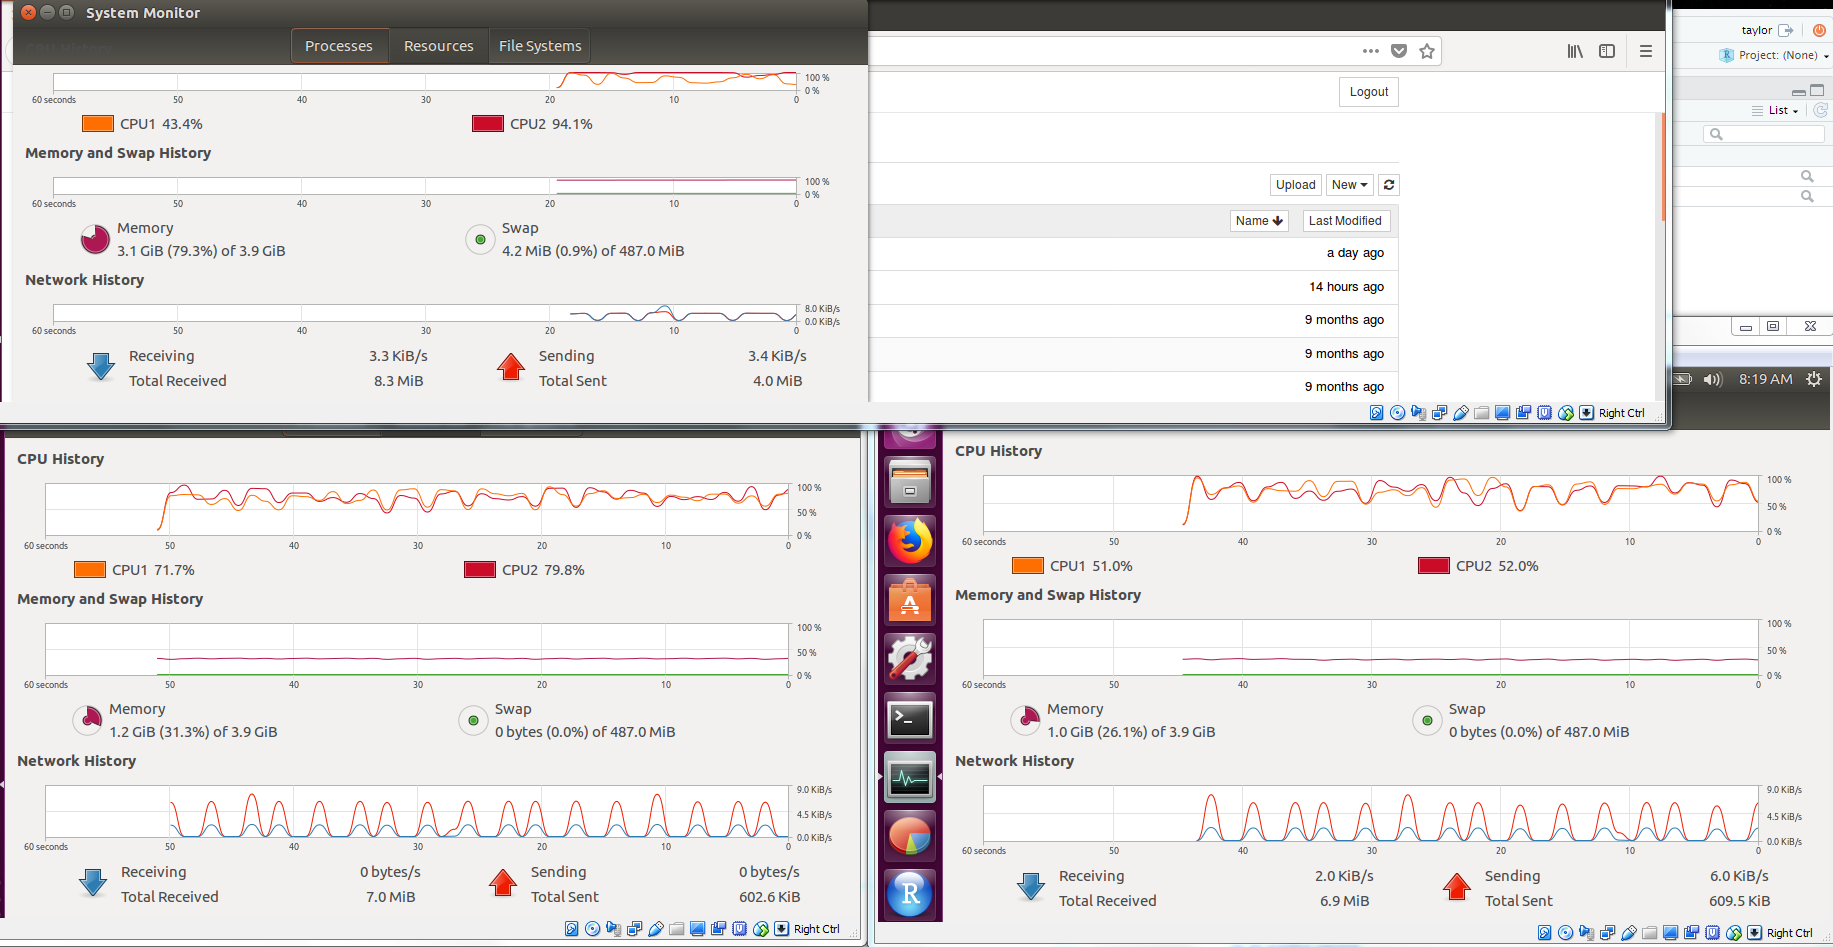 System Monitor
Processes Resources File Systems
100 %
0 %
60 seconds 50 40 30 20 10 0
CPU1 43.4% CPU2 94.1%
Memory and Swap History
100 %
0 %
60 seconds 50 40 30 20 10 0
Memory
3.1 GiB (79.3%) of 3.9 GiB
Swap
4.2 MiB (0.9%) of 487.0 MiB
Network History
8.0 KiB/s
0.0 KiB/s
60 seconds 50 40 30 20 10 0
Receiving 3.3 KiB/s
Total Received 8.3 MiB
Sending 3.4 KiB/s
Total Sent 4.0 MiB
Logout
Upload New
Name Last Modified
a day ago
14 hours ago
9 months ago
9 months ago
9 months ago
Right Ctrl
taylor
R Project: (None)
List
8:19 AM
CPU History
100 %
50 %
0 %
60 seconds 50 40 30 20 10 0
CPU1 71.7% CPU2 79.8%
Memory and Swap History
100 %
50 %
0 %
60 seconds 50 40 30 20 10 0
Memory
1.2 GiB (31.3%) of 3.9 GiB
Swap
0 bytes (0.0%) of 487.0 MiB
Network History
9.0 KiB/s
4.5 KiB/s
0.0 KiB/s
60 seconds 50 40 30 20 10 0
Receiving 0 bytes/s
Total Received 7.0 MiB
Sending 0 bytes/s
Total Sent 602.6 KiB
Right Ctrl
A
>_
R
CPU History
100 %
50 %
0 %
60 seconds 50 40 30 20 10 0
CPU1 51.0% CPU2 52.0%
Memory and Swap History
100 %
50 %
0 %
60 seconds 50 40 30 20 10 0
Memory
1.0 GiB (26.1%) of 3.9 GiB
Swap
0 bytes (0.0%) of 487.0 MiB
Network History
9.0 KiB/s
4.5 KiB/s
0.0 KiB/s
60 seconds 50 40 30 20 10 0
Receiving 2.0 KiB/s
Total Received 6.9 MiB
Sending 6.0 KiB/s
Total Sent 609.5 KiB
Right Ctrl